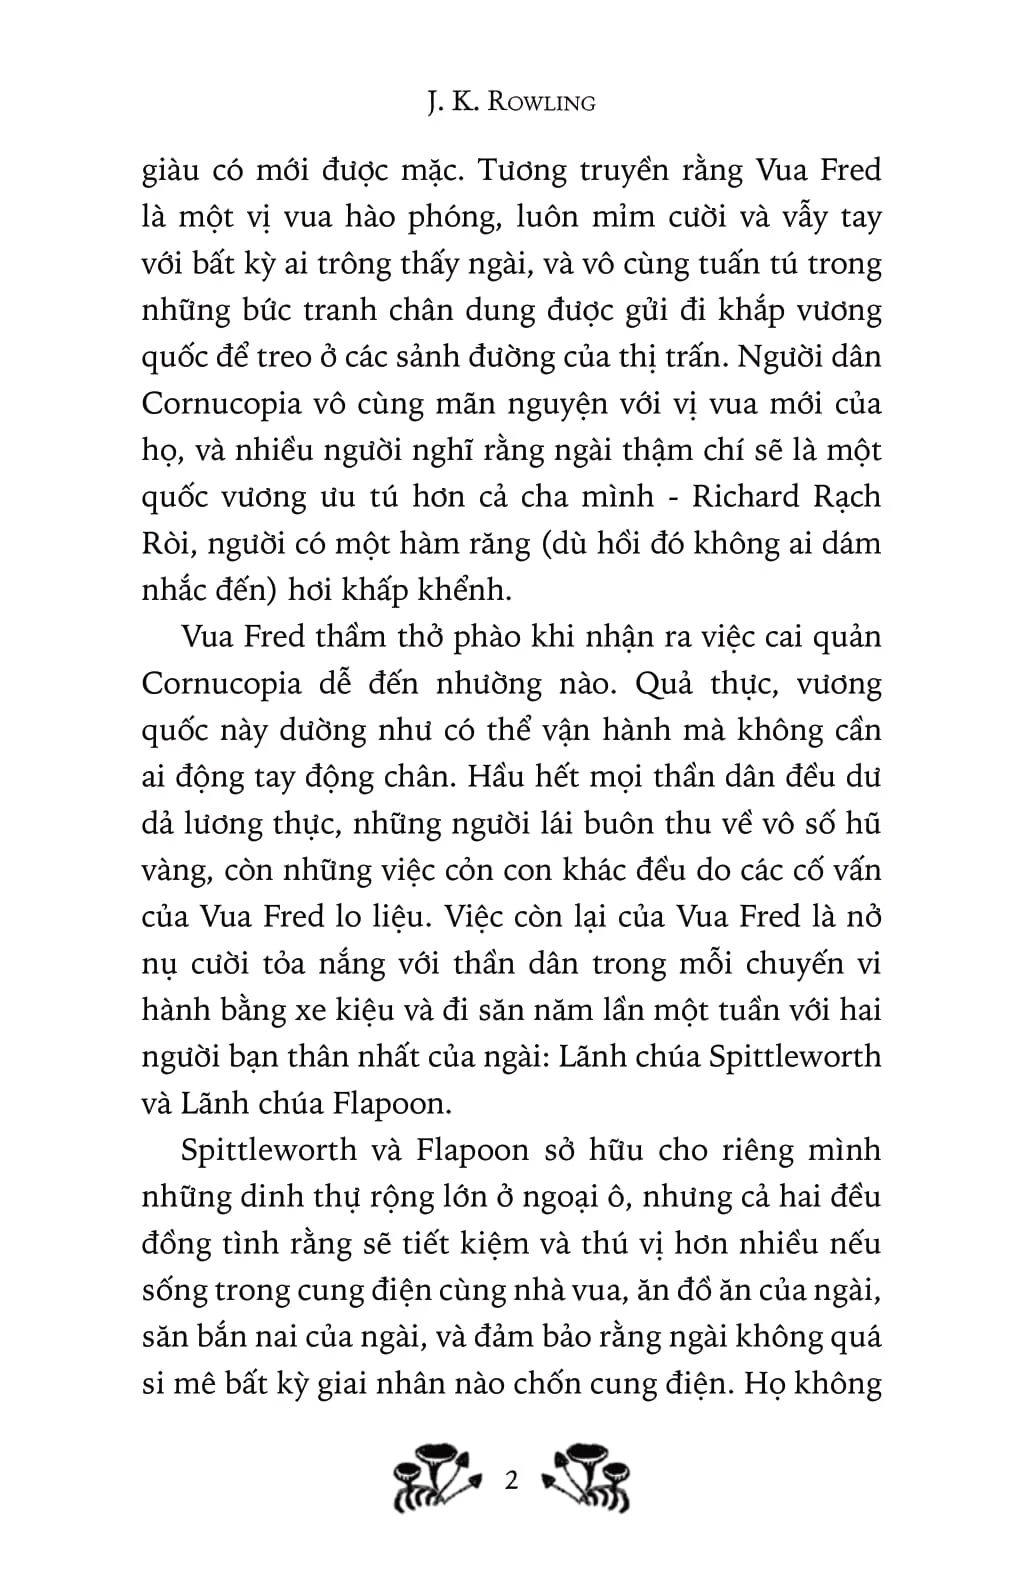 J. K. Rowling
giàu có mới được mặc. Tương truyền rằng Vua Fred
là một vị vua hào phóng, luôn mỉm cười và vẫy tay
với bất kỳ ai trông thấy ngài, và vô cùng tuấn tú trong
những bức tranh chân dung được gửi đi khắp vương
quốc để treo ở các sảnh đường của thị trấn. Người dân
Cornucopia vô cùng mãn nguyện với vị vua mới của
họ, và nhiều người nghĩ rằng ngài thậm chí sẽ là một
quốc vương ưu tú hơn cả cha mình - Richard Rạch
Ròi, người có một hàm răng (dù hồi đó không ai dám
nhắc đến) hơi khấp khểnh.
Vua Fred thầm thở phào khi nhận ra việc cai quản
Cornucopia dễ đến nhường nào. Quả thực, vương
quốc này dường như có thể vận hành mà không cần
ai động tay động chân. Hầu hết mọi thần dân đều dư
dả lương thực, những người lái buôn thu về vô số hũ
vàng, còn những việc cỏn con khác đều do các cố vấn
của Vua Fred lo liệu. Việc còn lại của Vua Fred là nở
nụ cười tỏa nắng với thần dân trong mỗi chuyến vi
hành bằng xe kiệu và đi săn năm lần một tuần với hai
người bạn thân nhất của ngài: Lãnh chúa Spittleworth
và Lãnh chúa Flapoon.
Spittleworth và Flapoon sở hữu cho riêng mình
những dinh thự rộng lớn ở ngoại ô, nhưng cả hai đều
đồng tình rằng sẽ tiết kiệm và thú vị hơn nhiều nếu
sống trong cung điện cùng nhà vua, ăn đồ ăn của ngài,
săn bắn nai của ngài, và đảm bảo rằng ngài không quá
si mê bất kỳ giai nhân nào chốn cung điện. Họ không
2